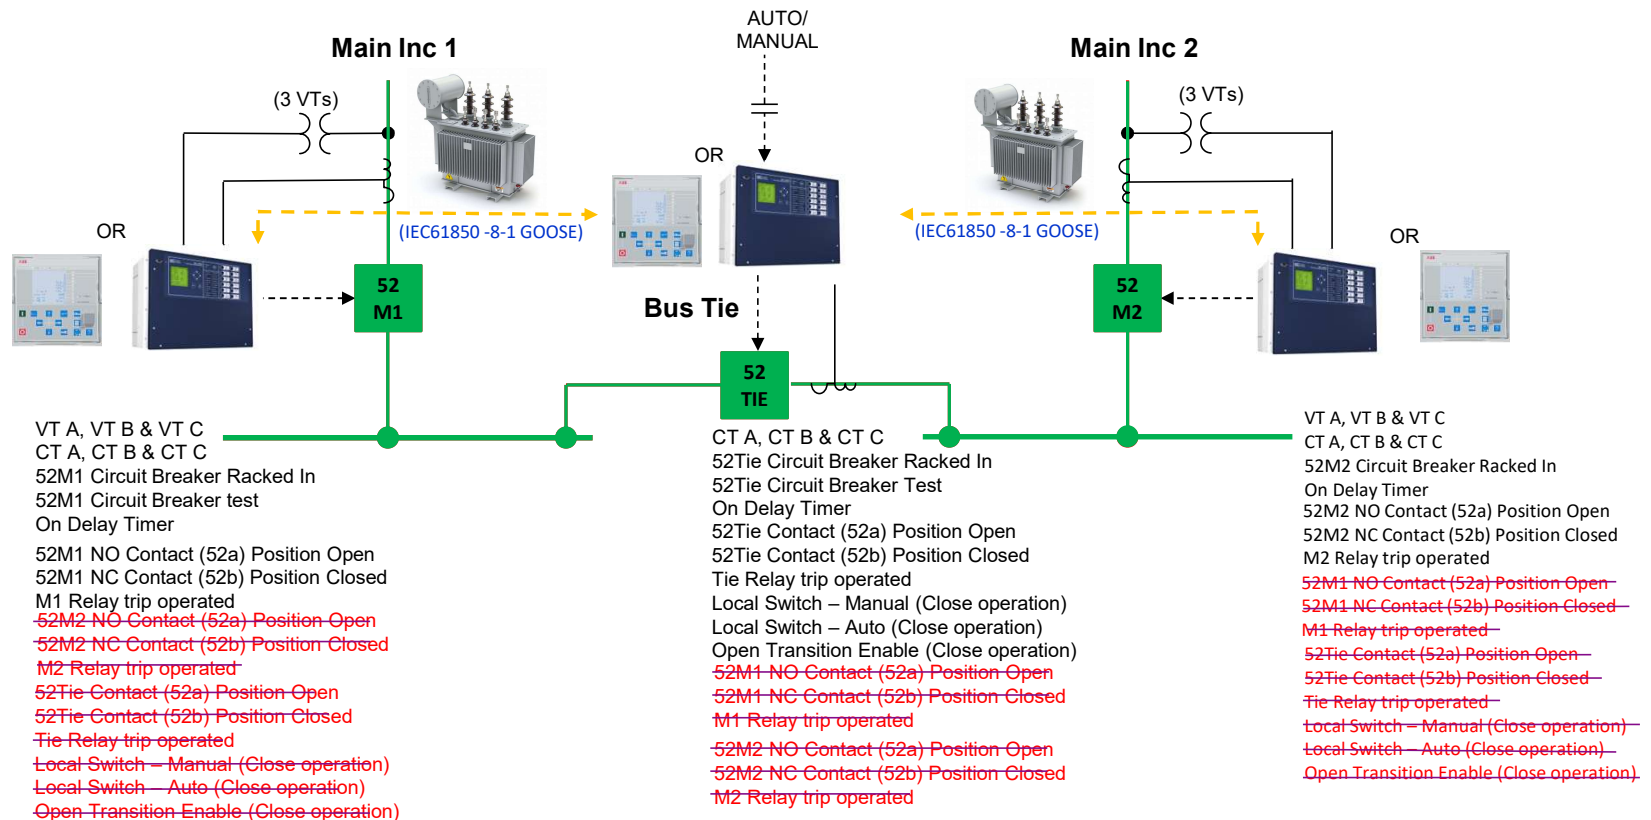 AUTO/
MANUAL
Main Inc 1
Main Inc 2
(3 VTs)
(3 VTs)
OR
OR
OR
(IEC61850 -8-1 GOOSE)
(IEC61850 -8-1 GOOSE)
52
M1
Bus Tie
52
M2
52
TIE
VT A, VT B & VT C
CT A, CT B & CT C
52M1 Circuit Breaker Racked In
52M1 Circuit Breaker test
On Delay Timer
52M1 NO Contact (52a) Position Open
52M1 NC Contact (52b) Position Closed
M1 Relay trip operated
52M2 NO Contact (52a) Position Open
52M2 NC Contact (52b) Position Closed
M2 Relay trip operated
52Tie Contact (52a) Position Open
52Tie Contact (52b) Position Closed
Tie Relay trip operated
Local Switch – Manual (Close operation)
Local Switch – Auto (Close operation)
Open Transition Enable (Close operation)
CT A, CT B & CT C
52Tie Circuit Breaker Racked In
52Tie Circuit Breaker Test
On Delay Timer
52Tie Contact (52a) Position Open
52Tie Contact (52b) Position Closed
Tie Relay trip operated
Local Switch – Manual (Close operation)
Local Switch – Auto (Close operation)
Open Transition Enable (Close operation)
52M1 NO Contact (52a) Position Open
52M1 NC Contact (52b) Position Closed
M1 Relay trip operated
52M2 NO Contact (52a) Position Open
52M2 NC Contact (52b) Position Closed
M2 Relay trip operated
VT A, VT B & VT C
CT A, CT B & CT C
52M2 Circuit Breaker Racked In
On Delay Timer
52M2 NO Contact (52a) Position Open
52M2 NC Contact (52b) Position Closed
M2 Relay trip operated
52M1 NO Contact (52a) Position Open
52M1 NC Contact (52b) Position Closed
M1 Relay trip operated
52Tie Contact (52a) Position Open
52Tie Contact (52b) Position Closed
Tie Relay trip operated
Local Switch – Manual (Close operation)
Local Switch – Auto (Close operation)
Open Transition Enable (Close operation)